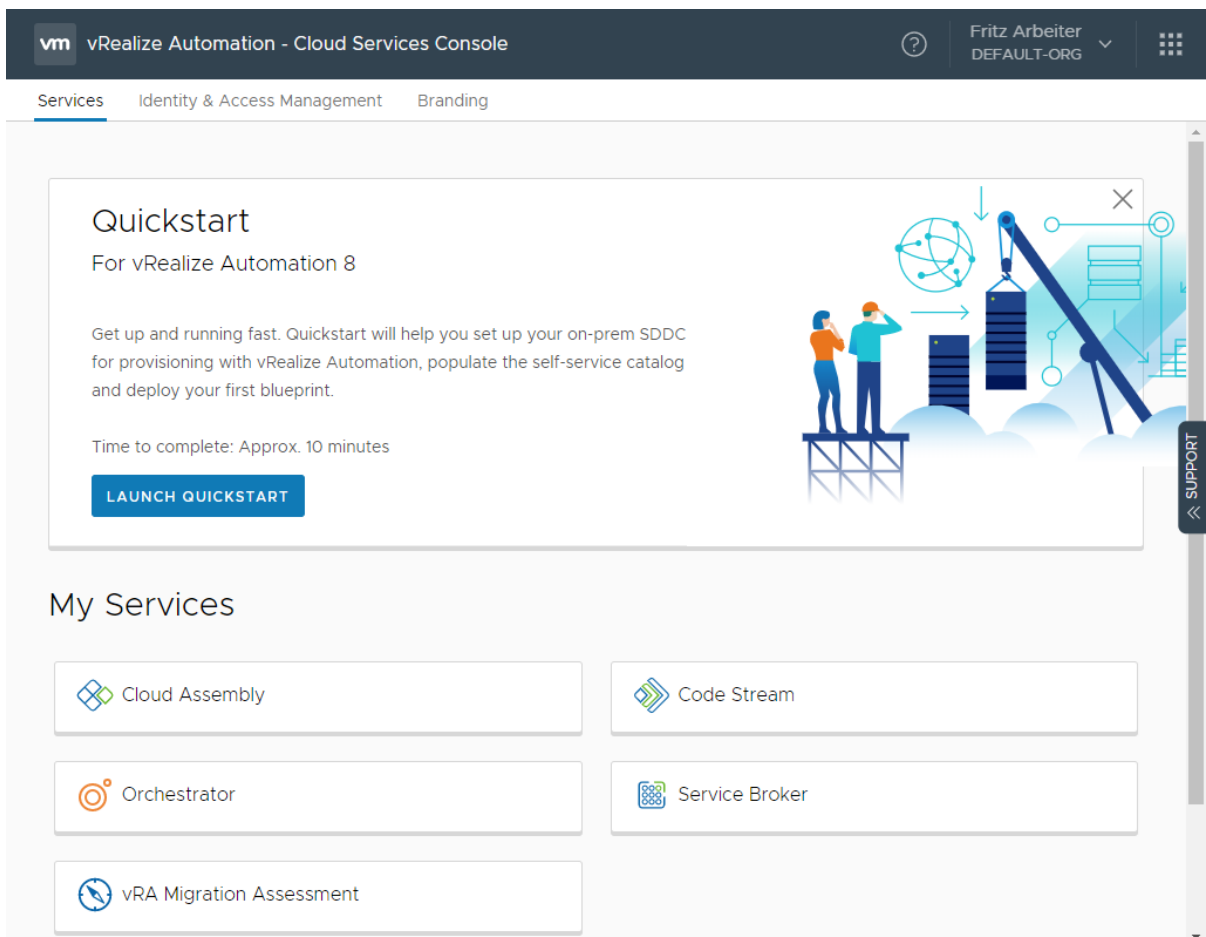 vm vRealize Automation - Cloud Services Console
Fritz Arbeiter
DEFAULT-ORG
Services Identity & Access Management Branding
Quickstart
For vRealize Automation 8
Get up and running fast. Quickstart will help you set up your on-prem SDDC
for provisioning with vRealize Automation, populate the self-service catalog
and deploy your first blueprint.
Time to complete: Approx. 10 minutes
LAUNCH QUICKSTART
SUPPORT
My Services
Cloud Assembly
Code Stream
Orchestrator
Service Broker
vRA Migration Assessment